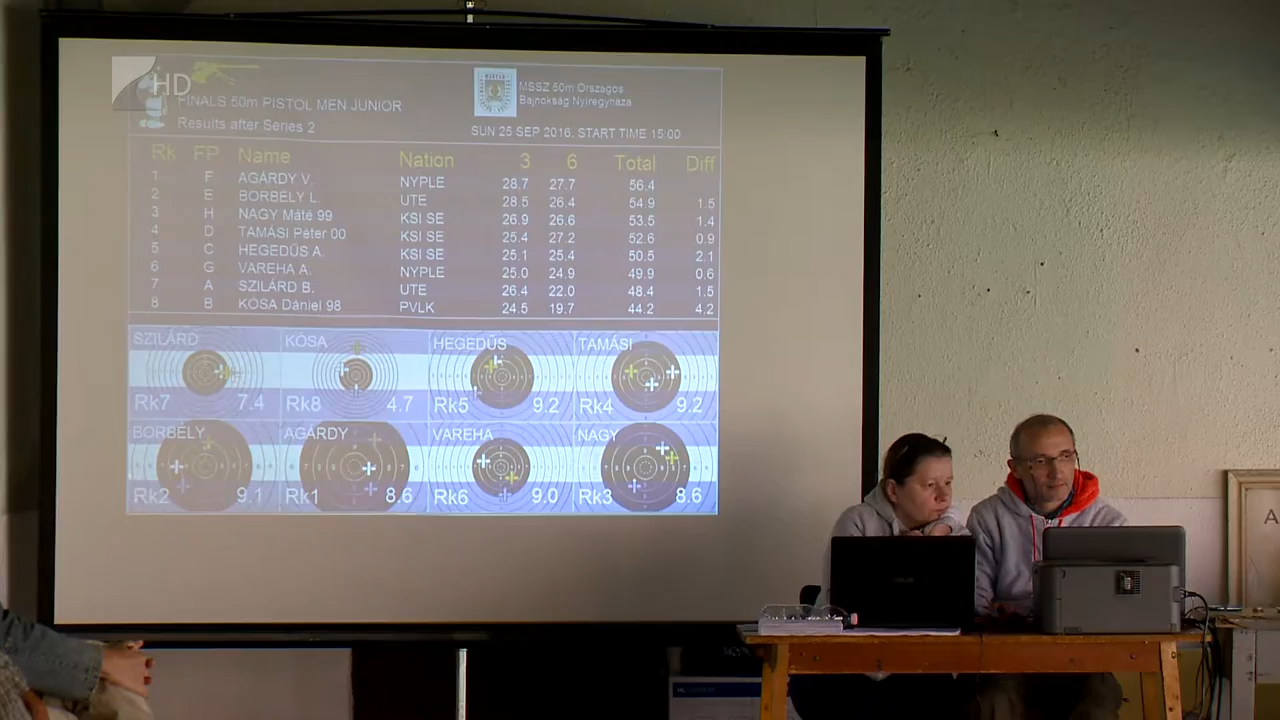 HD
FINALS 50m PISTOL MEN JUNIOR
Results after Series 2
MSSZ 50m Országos
Bajnokság Nyíregyháza
SUN 25 SEP 2016, START TIME 15:00
Rk FP Name Nation 3 6 Total Diff
1 F AGÁRDY V. NYPLE 28.7 27.7 56.4
2 E BORBÉLY L. UTE 28.5 26.4 54.9 1.5
3 H NAGY Máté 99 KSI SE 26.9 26.6 53.5 1.4
4 D TAMÁSI Péter 00 KSI SE 25.4 27.2 52.6 0.9
5 C HEGEDŰS A. KSI SE 25.1 25.4 50.5 2.1
6 G VAREHA A. NYPLE 25.0 24.9 49.9 0.6
7 A SZILÁRD B. UTE 26.4 22.0 48.4 1.5
8 B KÓSA Dániel 98 PVLK 24.5 19.7 44.2 4.2
SZILÁRD KÓSA HEGEDŰS TAMÁSI
Rk7 7.4 Rk8 4.7 Rk5 9.2 Rk4 9.2
BORBÉLY AGÁRDY VAREHA NAGY
Rk2 9.1 Rk1 8.6 Rk6 9.0 Rk3 8.6
A